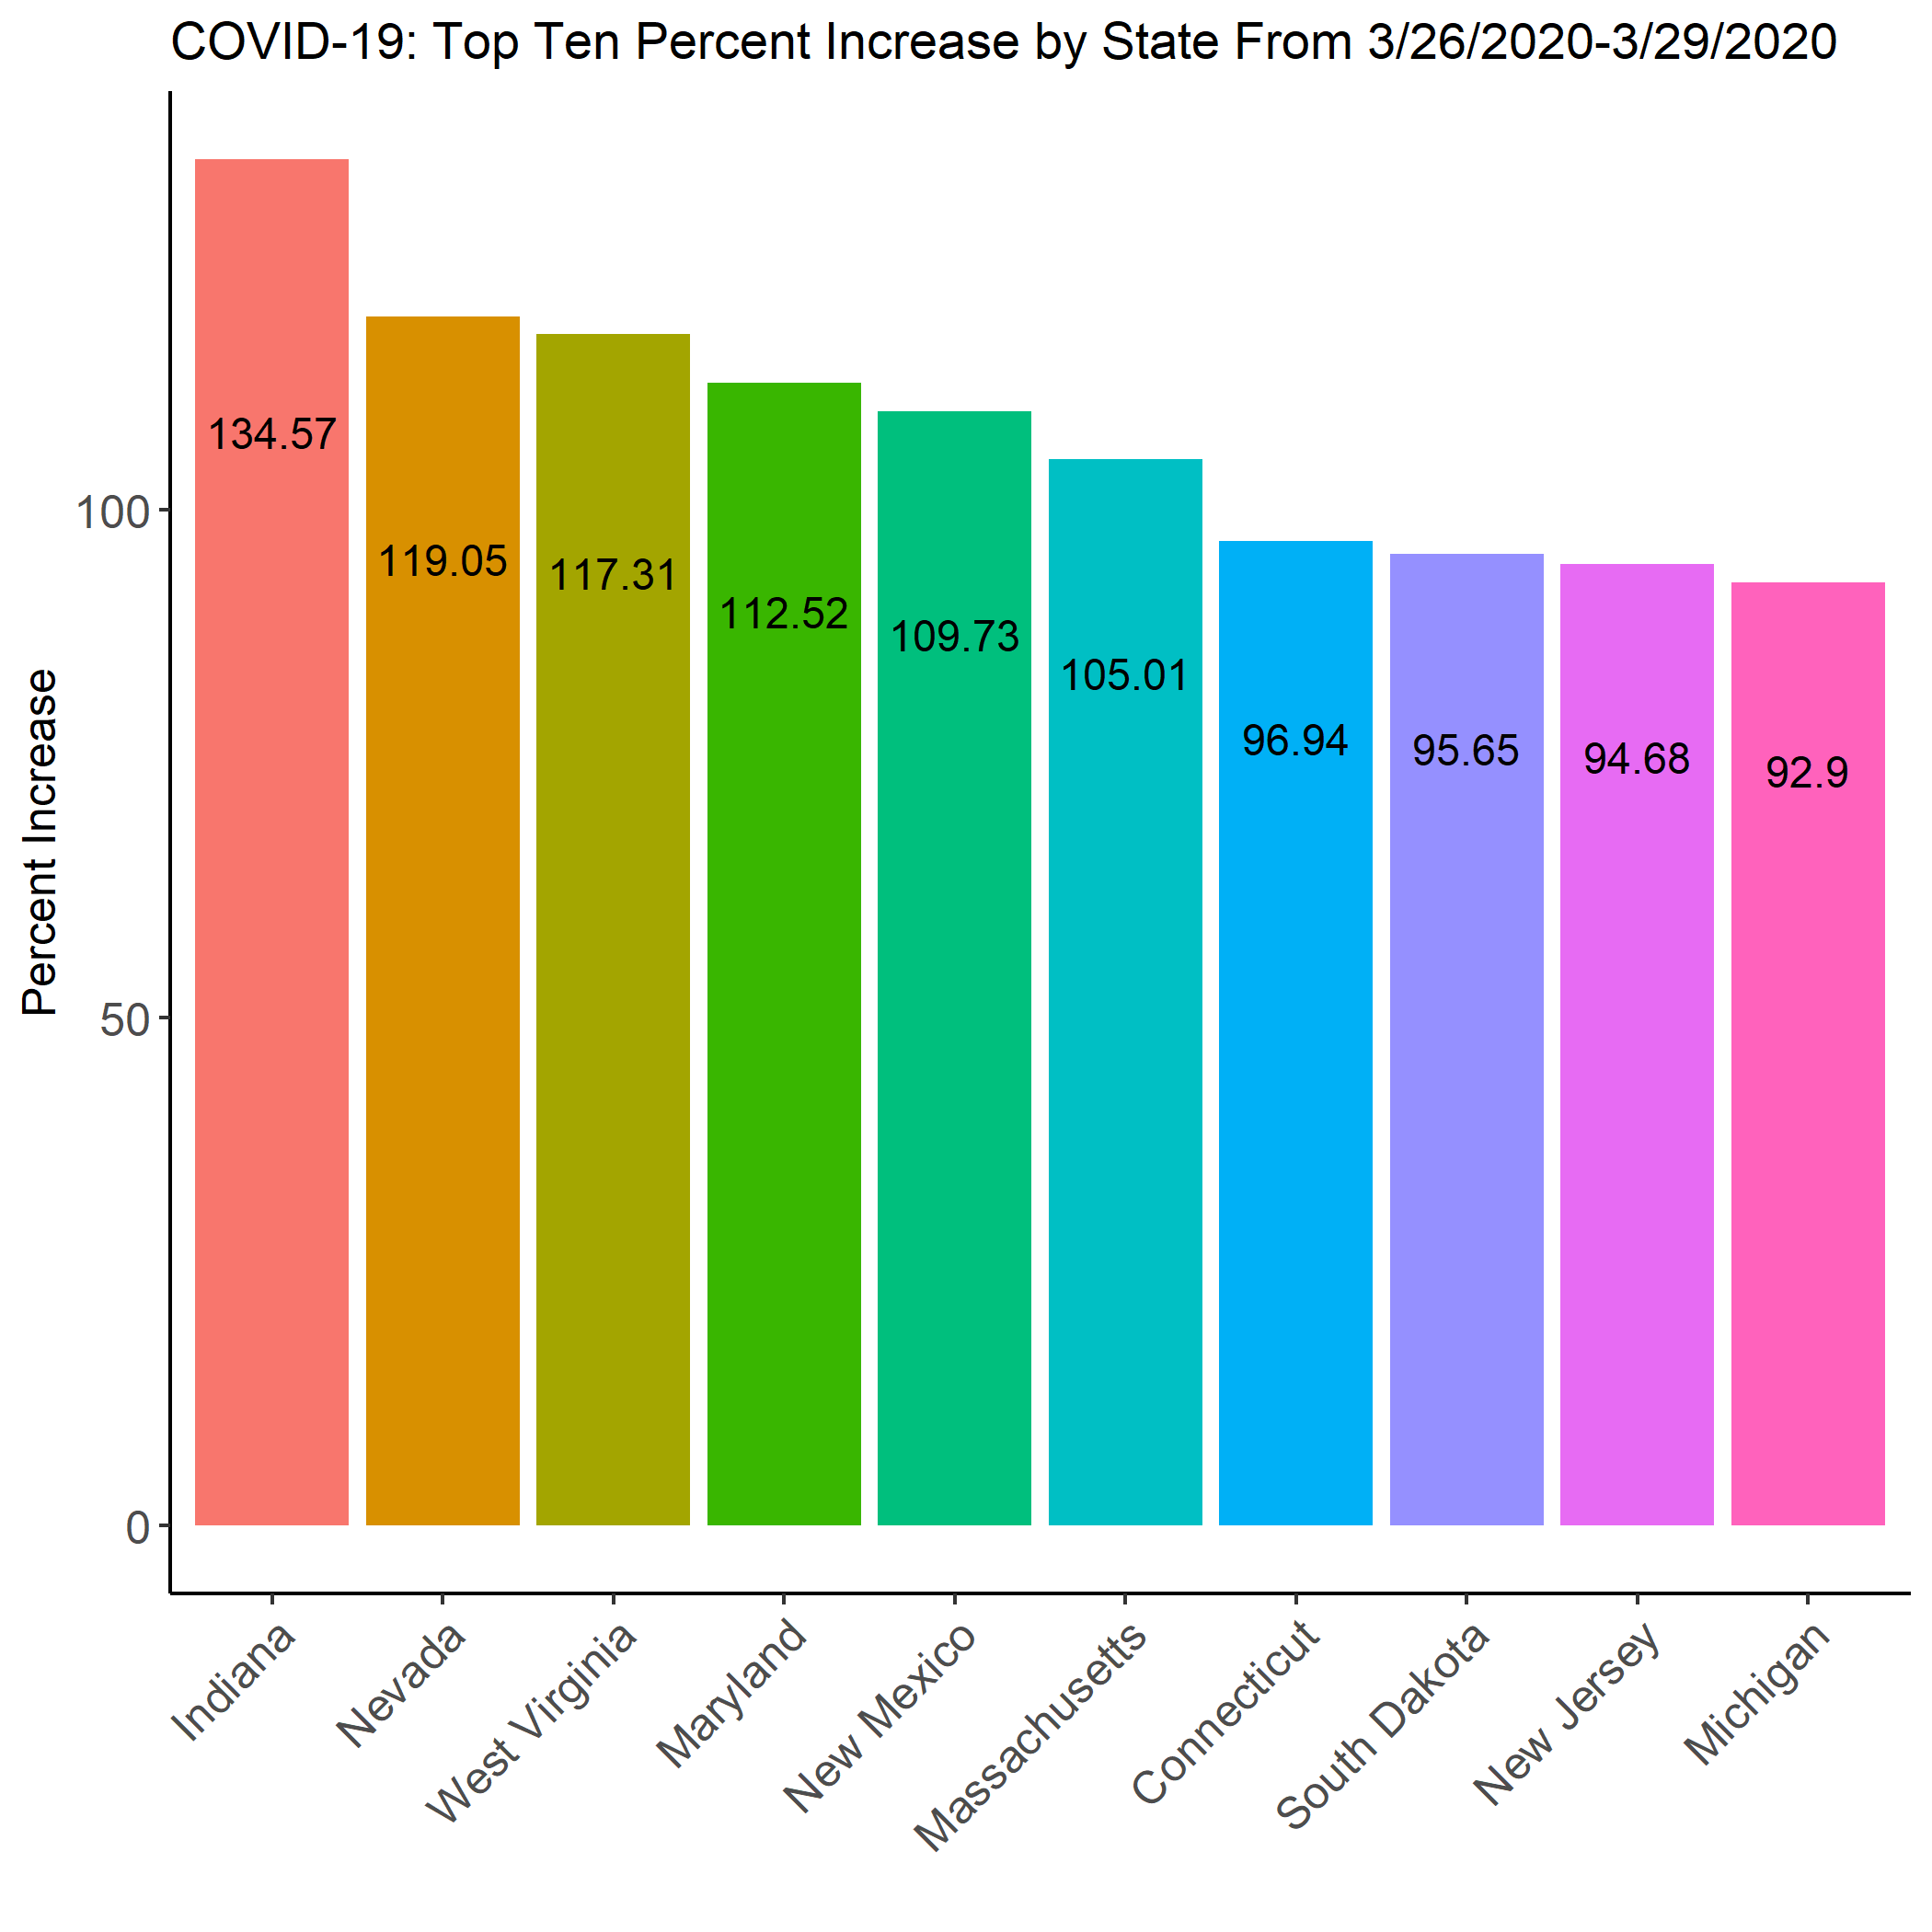 COVID-19: Top Ten Percent Increase by State From 3/26/2020-3/29/2020
Percent Increase
100
50
0
134.57
119.05
117.31
112.52
109.73
105.01
96.94
95.65
94.68
92.9
Indiana
Nevada
West Virginia
Maryland
New Mexico
Massachusetts
Connecticut
South Dakota
New Jersey
Michigan